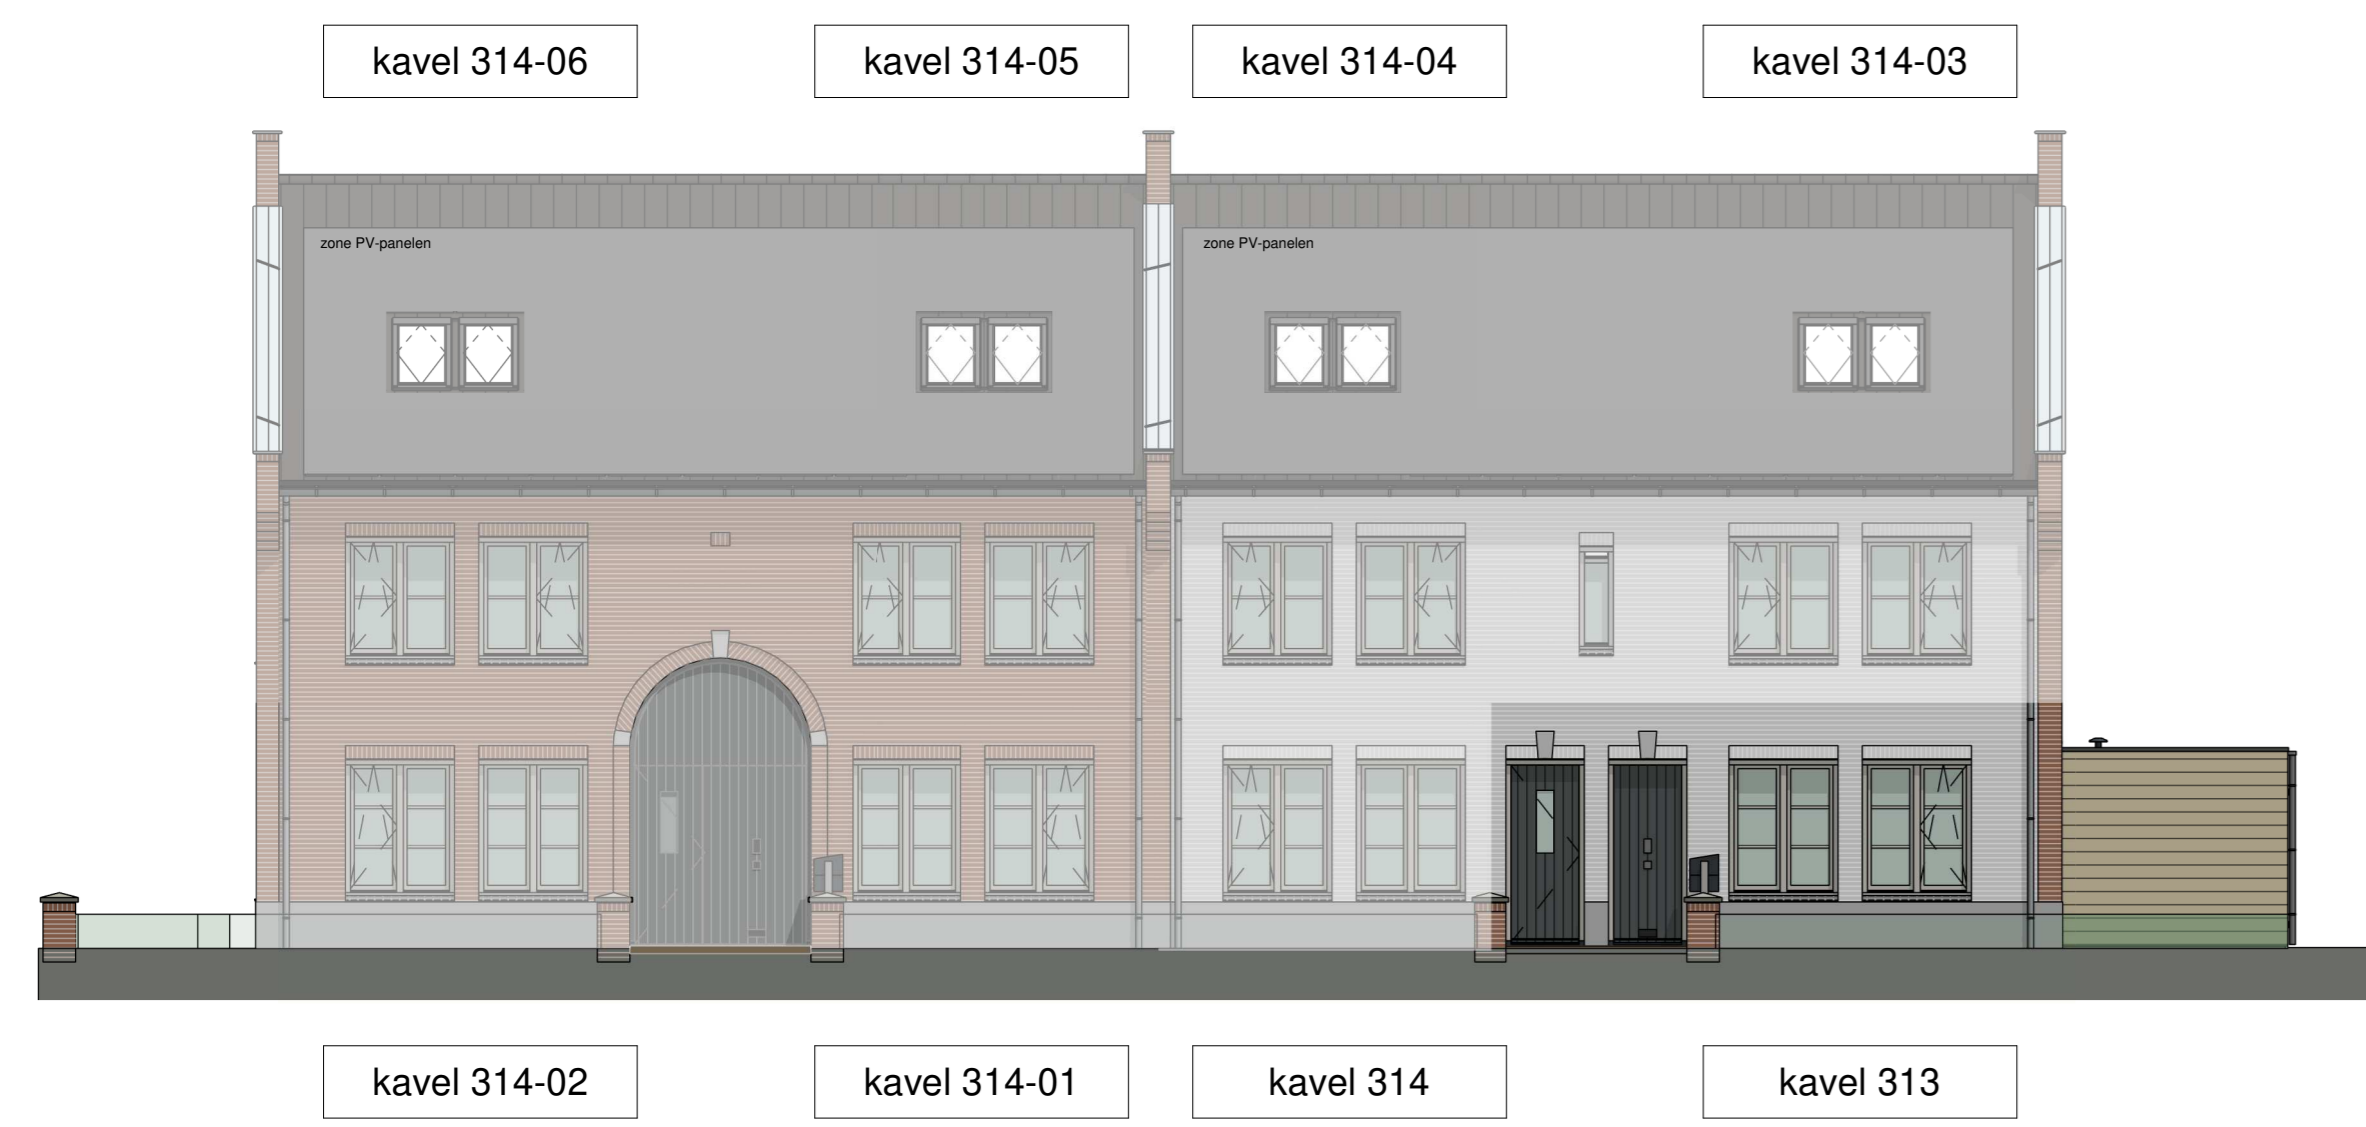 kavel 314-06
kavel 314-05
kavel 314-04
kavel 314-03
zone PV-panelen
zone PV-panelen
kavel 314-02
kavel 314-01
kavel 314
kavel 313